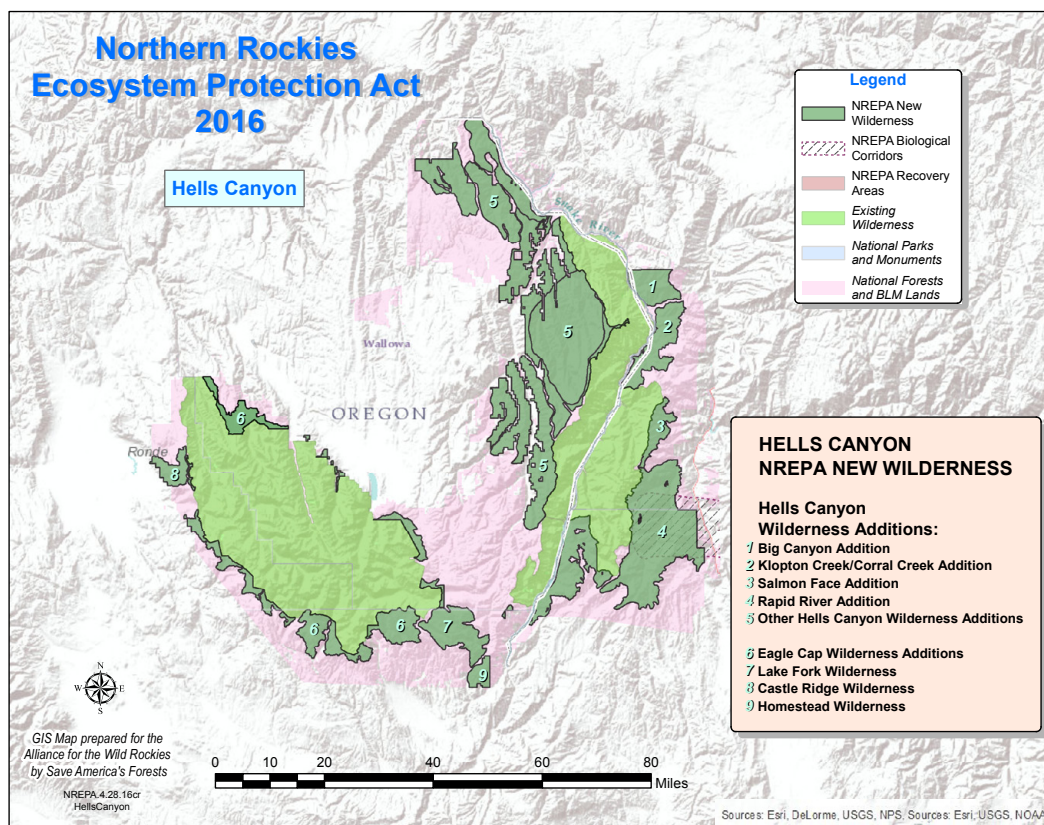 Northern Rockies
Ecosystem Protection Act
2016
Hells Canyon
Legend
NREPA New
Wilderness
NREPA Biological
Corridors
NREPA Recovery
Areas
Existing
Wilderness
National Parks
and Monuments
National Forests
and BLM Lands
5
Snake River
1
2
5
Wallowa
OREGON
6
3
Ronde
8
5
4
6
6
7
9
HELLS CANYON
NREPA NEW WILDERNESS
Hells Canyon
Wilderness Additions:
1 Big Canyon Addition
2 Klopton Creek/Corral Creek Addition
3 Salmon Face Addition
4 Rapid River Addition
5 Other Hells Canyon Wilderness Additions
6 Eagle Cap Wilderness Additions
7 Lake Fork Wilderness
8 Castle Ridge Wilderness
9 Homestead Wilderness
N
W E
S
GIS Map prepared for the
Alliance for the Wild Rockies
by Save America's Forests
NREPA.4.28.16cr
HellsCanyon
0 10 20 40 60 80
Miles
Sources: Esri, DeLorme, USGS, NPS, Sources: Esri, USGS, NOAA